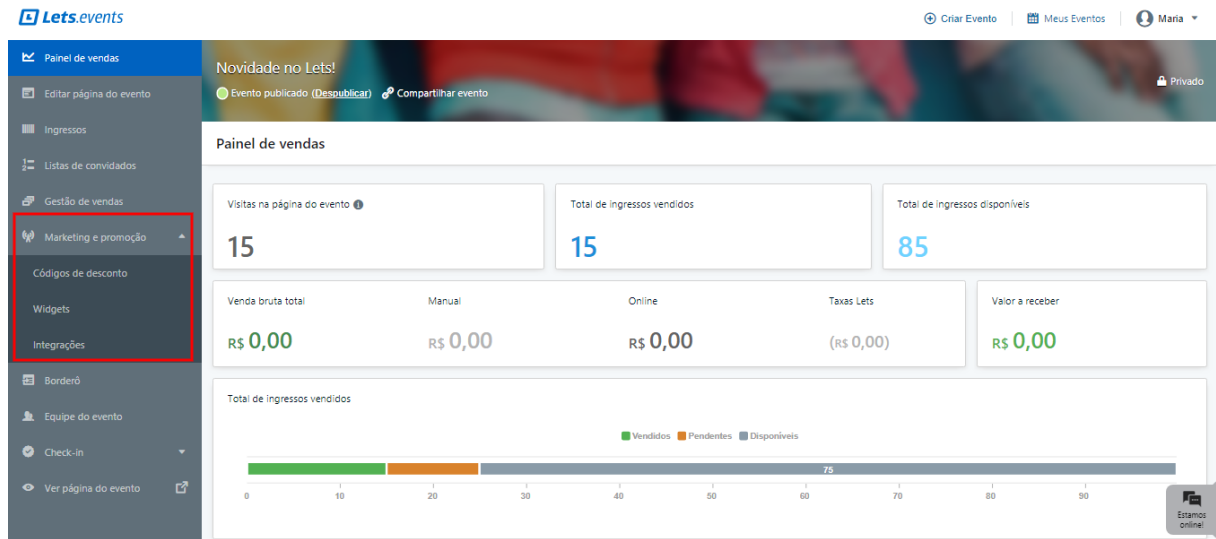 Lets.events
Criar Evento
Meus Eventos
Maria
Painel de vendas
Editar página do evento
Ingressos
Listas de convidados
Gestão de vendas
Marketing e promoção
Códigos de desconto
Widgets
Integrações
Borderô
Equipe do evento
Check-in
Ver página do evento
Novidade no Lets!
Evento publicado (Despublicar) Compartilhar evento
Privado
Painel de vendas
Visitas na página do evento
15
Total de ingressos vendidos
15
Total de ingressos disponíveis
85
Venda bruta total
R$ 0,00
Manual
R$ 0,00
Online
R$ 0,00
Taxas Lets
(R$ 0,00)
Valor a receber
R$ 0,00
Total de ingressos vendidos
Vendidos Pendentes Disponíveis
75
0 10 20 30 40 50 60 70 80 90
Estamos
online!